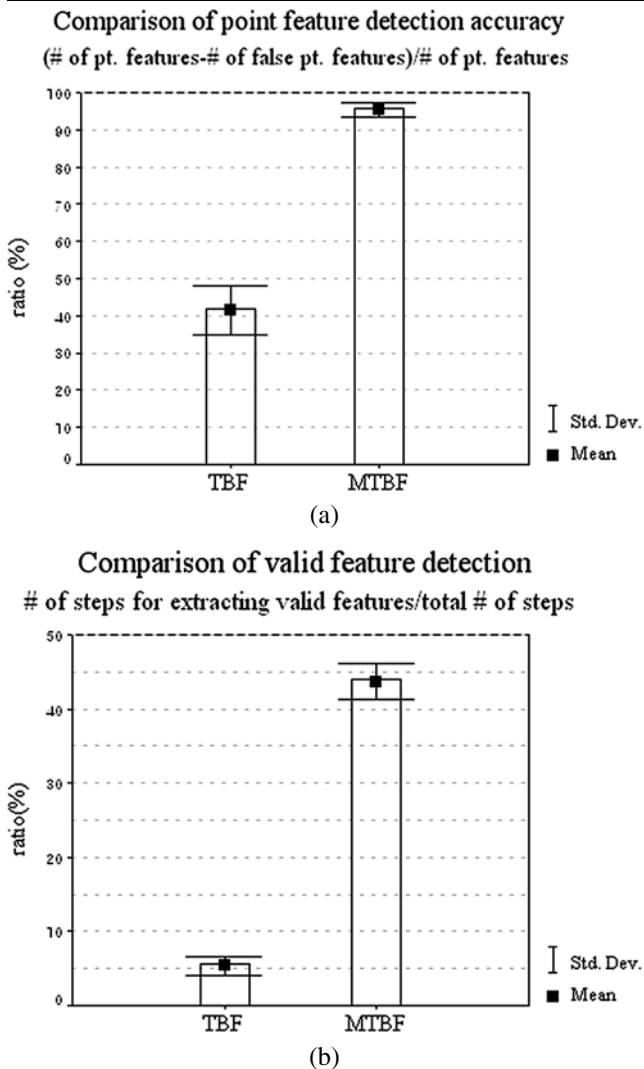 Comparison of point feature detection accuracy
(# of pt. features-# of false pt. features)/# of pt. features
100
90
80
70
60
50
40
30
20
10
0
ratio (%)
TBF
MTBF
Std. Dev.
Mean
(a)
Comparison of valid feature detection
# of steps for extracting valid features/total # of steps
50
40
30
20
10
0
ratio(%)
TBF
MTBF
Std. Dev.
Mean
(b)